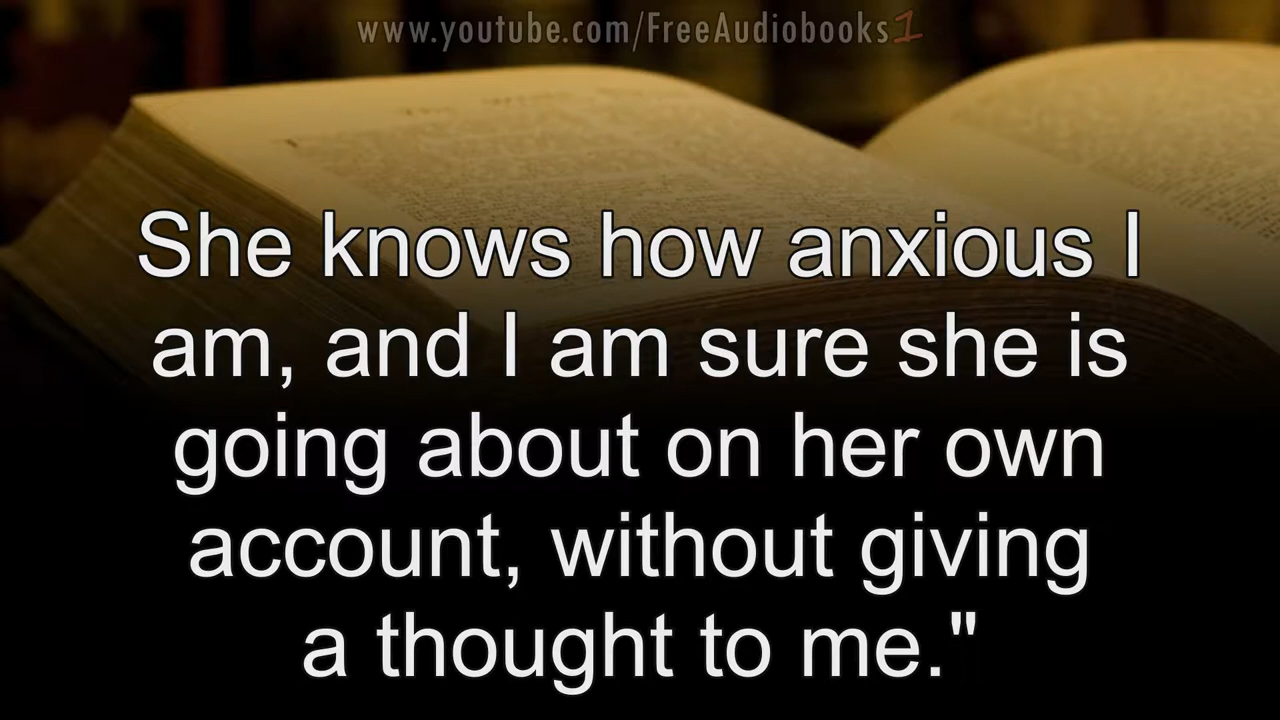 www.youtube.com/FreeAudiobooks1
She knows how anxious I
am, and I am sure she is
going about on her own
account, without giving
a thought to me."